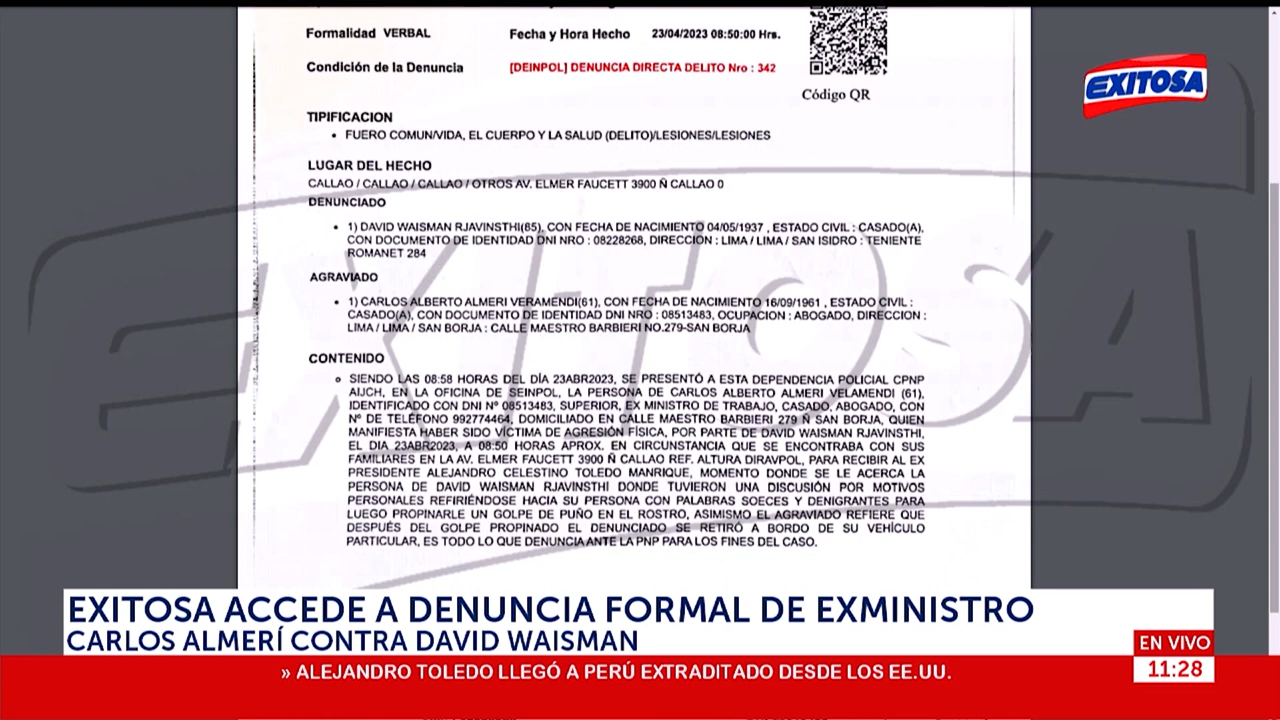 Formalidad VERBAL
Fecha y Hora Hecho 23/04/2023 08:50:00 Hrs.
Condición de la Denuncia [DEINPOL] DENUNCIA DIRECTA DELITO Nro : 342
Código QR
EXITOSA
TIPIFICACION
• FUERO COMUN/VIDA, EL CUERPO Y LA SALUD (DELITO)/LESIONES/LESIONES
LUGAR DEL HECHO
CALLAO / CALLAO / CALLAO / OTROS AV. ELMER FAUCETT 3900 Ñ CALLAO 0
DENUNCIADO
• 1) DAVID WAISMAN RJAVINSTHI(85), CON FECHA DE NACIMIENTO 04/05/1937 , ESTADO CIVIL : CASADO(A),
CON DOCUMENTO DE IDENTIDAD DNI NRO : 08228268, DIRECCION : LIMA / LIMA / SAN ISIDRO : TENIENTE
ROMANET 284
AGRAVIADO
• 1) CARLOS ALBERTO ALMERI VERAMENDI(61), CON FECHA DE NACIMIENTO 16/09/1961 , ESTADO CIVIL :
CASADO(A), CON DOCUMENTO DE IDENTIDAD DNI NRO : 08513483, OCUPACION : ABOGADO, DIRECCION :
LIMA / LIMA / SAN BORJA : CALLE MAESTRO BARBIERI NO.279-SAN BORJA
CONTENIDO
SIENDO LAS 08:58 HORAS DEL DÍA 23ABR2023, SE PRESENTÓ A ESTA DEPENDENCIA POLICIAL CPNP
AIJCH, EN LA OFICINA DE SEINPOL, LA PERSONA DE CARLOS ALBERTO ALMERI VELAMENDI (61),
IDENTIFICADO CON DNI Nº 08513483, SUPERIOR, EX MINISTRO DE TRABAJO, CASADO, ABOGADO, CON
Nº DE TELÉFONO 992774464, DOMICILIADO EN CALLE MAESTRO BARBIERI 279 Ñ SAN BORJA, QUIEN
MANIFIESTA HABER SIDO VÍCTIMA DE AGRESIÓN FÍSICA, POR PARTE DE DAVID WAISMAN RJAVINSTHI,
EL DIA 23ABR2023, A 08:50 HORAS APROX. EN CIRCUNSTANCIA QUE SE ENCONTRABA CON SUS
FAMILIARES EN LA AV. ELMER FAUCETT 3900 Ñ CALLAO REF. ALTURA DIRAVPOL, PARA RECIBIR AL EX
PRESIDENTE ALEJANDRO CELESTINO TOLEDO MANRIQUE, MOMENTO DONDE SE LE ACERCA LA
PERSONA DE DAVID WAISMAN RJAVINSTHI DONDE TUVIERON UNA DISCUSIÓN POR MOTIVOS
PERSONALES REFIRIÉNDOSE HACIA SU PERSONA CON PALABRAS SOECES Y DENIGRANTES PARA
LUEGO PROPINARLE UN GOLPE DE PUÑO EN EL ROSTRO, ASIMISMO EL AGRAVIADO REFIERE QUE
DESPUÉS DEL GOLPE PROPINADO EL DENUNCIADO SE RETIRÓ A BORDO DE SU VEHÍCULO
PARTICULAR, ES TODO LO QUE DENUNCIA ANTE LA PNP PARA LOS FINES DEL CASO.
EXITOSA
EXITOSA ACCEDE A DENUNCIA FORMAL DE EXMINISTRO
CARLOS ALMERÍ CONTRA DAVID WAISMAN
EN VIVO
11:28
» ALEJANDRO TOLEDO LLEGÓ A PERÚ EXTRADITADO DESDE LOS EE.UU.